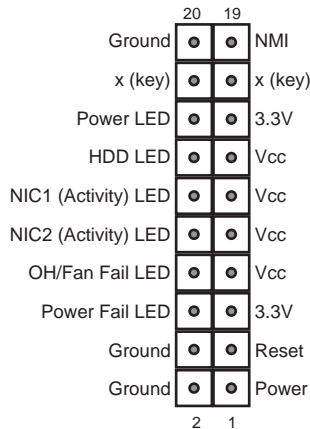 20 19
Ground NMI
x (key) x (key)
Power LED 3.3V
HDD LED Vcc
NIC1 (Activity) LED Vcc
NIC2 (Activity) LED Vcc
OH/Fan Fail LED Vcc
Power Fail LED 3.3V
Ground Reset
Ground Power
2 1